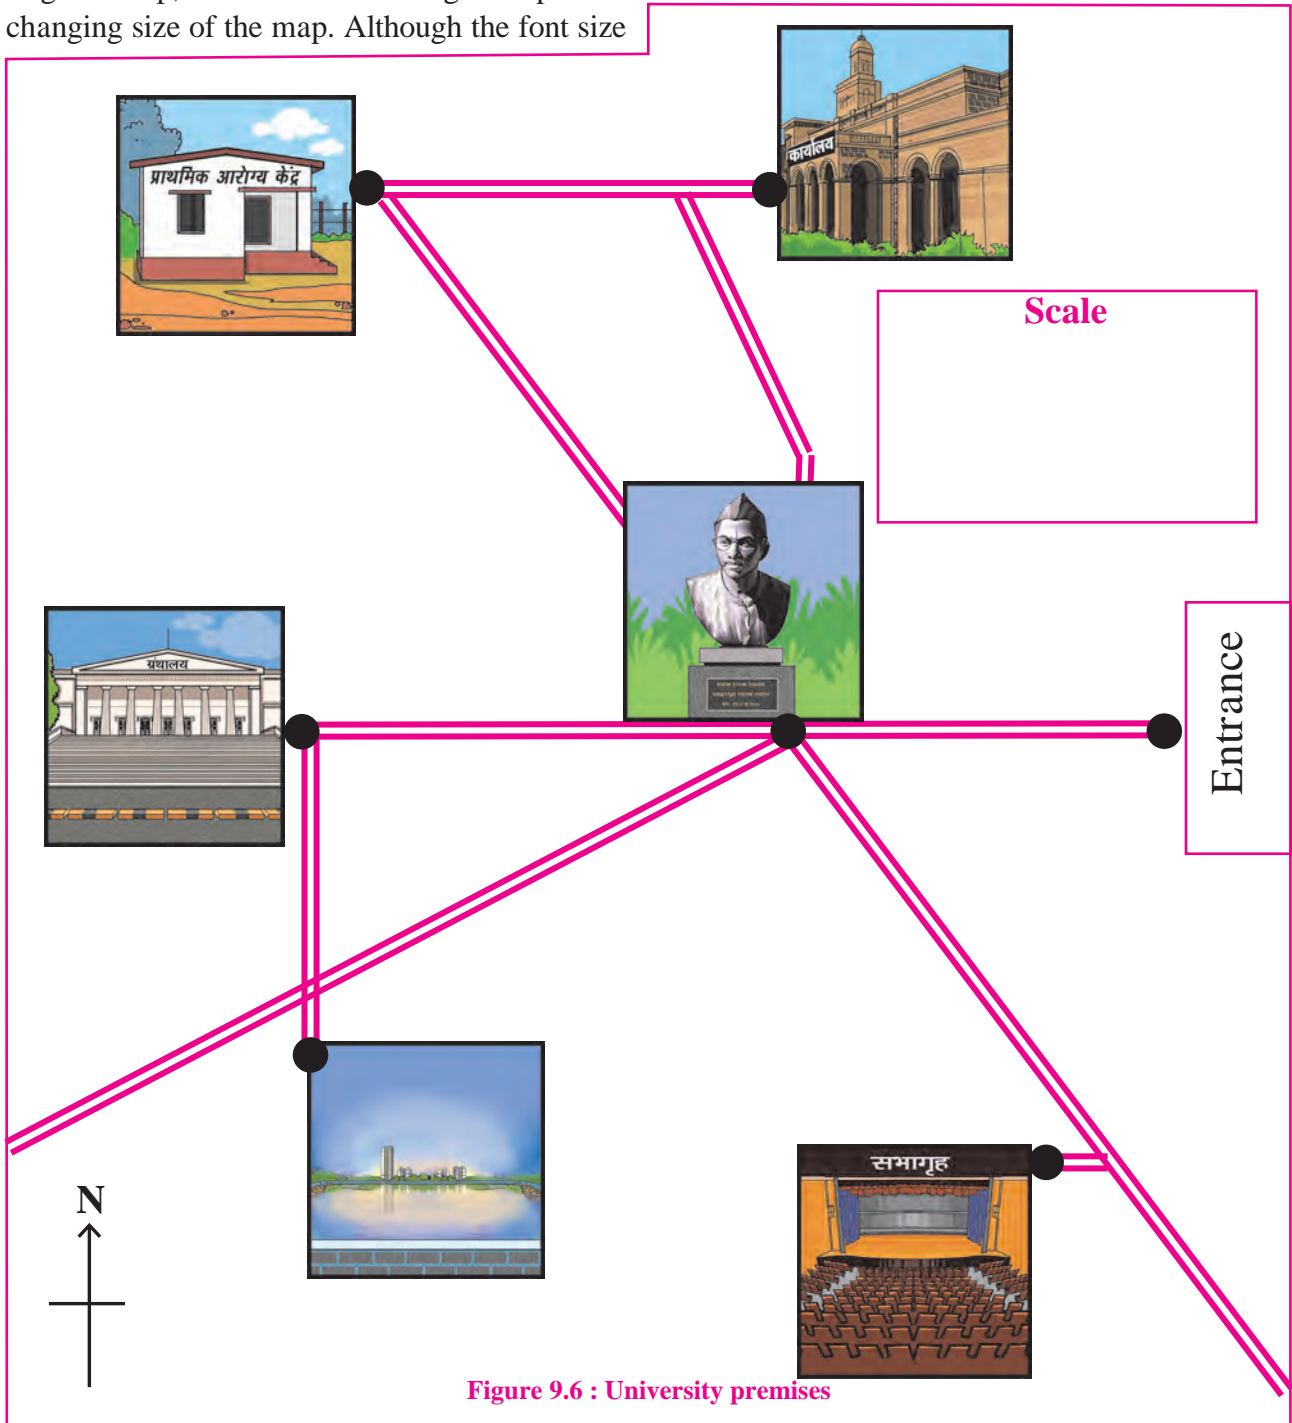 changing size of the map. Although the font size
प्राथमिक आरोग्य केंद्र
कार्यालय
Scale
ग्रंथालय
Entrance
N
सभागृह
Figure 9.6 : University premises